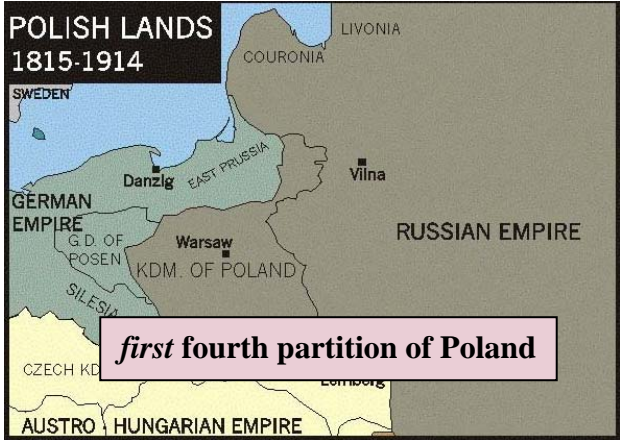 POLISH LANDS
1815-1914
LIVONIA
COURONIA
SWEDEN
EAST PRUSSIA
Danzig
Vilna
GERMAN
EMPIRE
G.D. OF
POSEN
Warsaw
KDM. OF POLAND
RUSSIAN EMPIRE
SILESIA
first fourth partition of Poland
CZECH KD
Lemberg
AUSTRO - HUNGARIAN EMPIRE